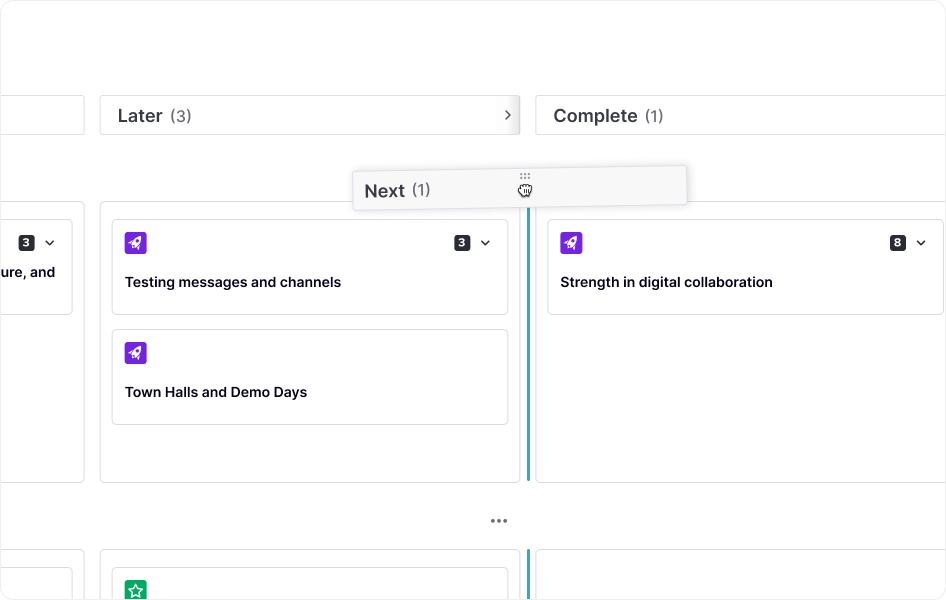 Later (3)
Complete (1)
Next (1)
3
3
8
ure, and
Testing messages and channels
Strength in digital collaboration
Town Halls and Demo Days